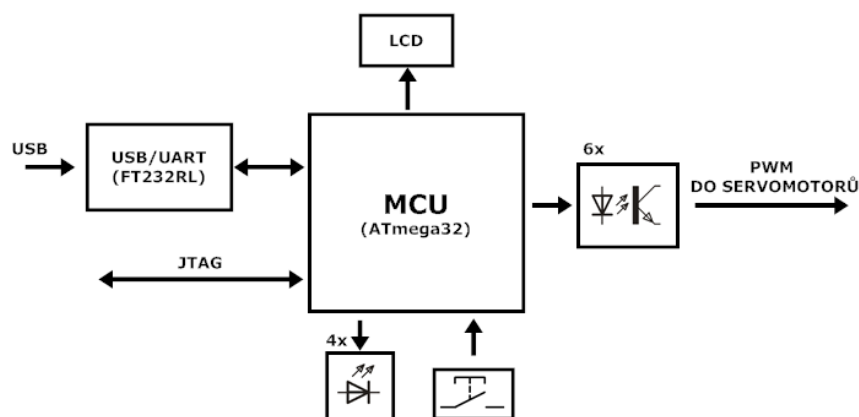 LCD
USB
USB/UART
(FT232RL)
MCU
(ATmega32)
6x
PWM
DO SERVOMOTORŮ
JTAG
4x